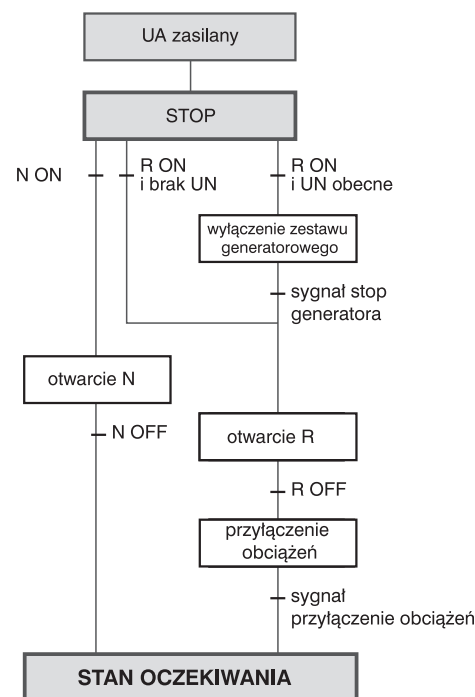 UA zasilany
STOP
N ON
R ON
i brak UN
R ON
i UN obecne
wyłączenie zestawu
generatorowego
sygnał stop
generatora
otwarcie N
N OFF
otwarcie R
R OFF
przyłączenie
obciążeń
sygnał
przyłączenie obciążeń
STAN OCZEKIWANIA